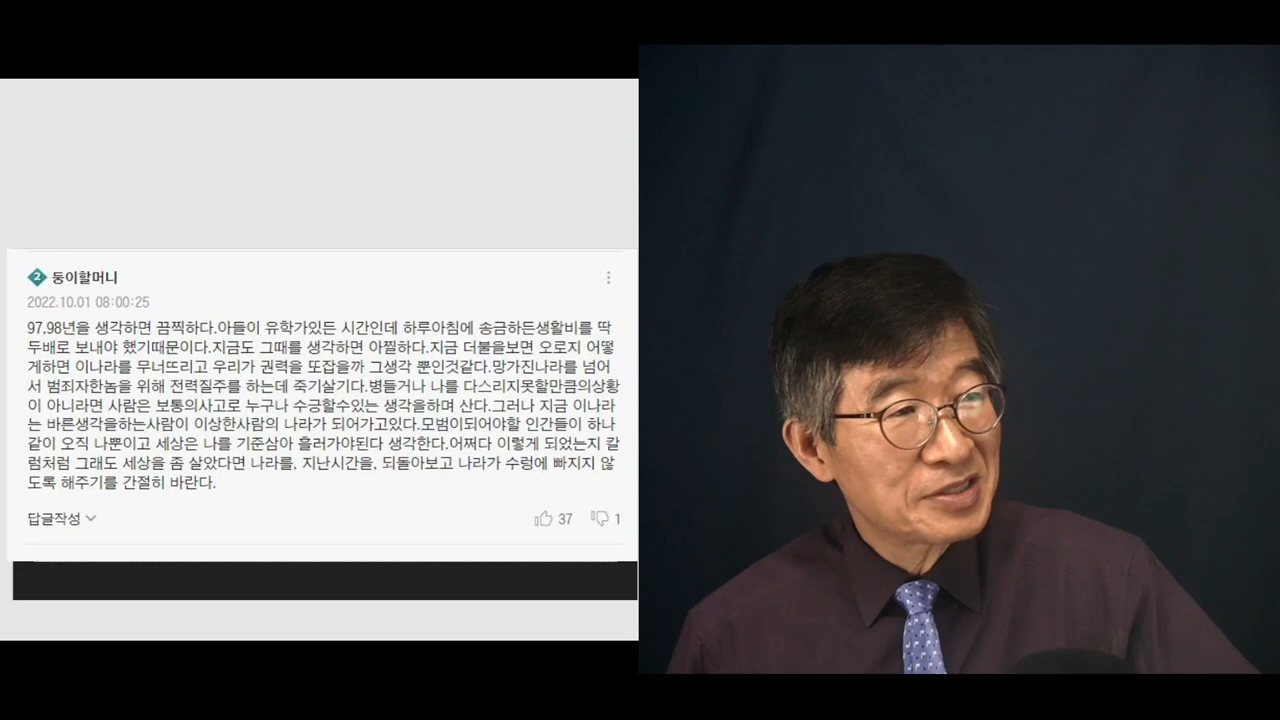 2 둥이할머니
2022.10.01 08:00:25
97,98년을 생각하면 끔찍하다.아들이 유학가있든 시간인데 하루아침에 송금하든생활비를 딱
두배로 보내야 했기때문이다.지금도 그때를 생각하면 아찔하다.지금 더불을보면 오로지 어떻
게하면 이나라를 무너뜨리고 우리가 권력을 또잡을까 그생각 뿐인것같다.망가진나라를 넘어
서 범죄자한놈을 위해 전력질주를 하는데 죽기살기다.병들거나 나를 다스리지못할만큼의상황
이 아니라면 사람은 보통의사고로 누구나 수긍할수있는 생각을하며 산다.그러나 지금 이나라
는 바른생각을하는사람이 이상한사람의 나라가 되어가고있다.모범이되어야할 인간들이 하나
같이 오직 나뿐이고 세상은 나를 기준삼아 흘러가야된다 생각한다.어쩌다 이렇게 되었는지 칼
럼처럼 그래도 세상을 좀 살았다면 나라를, 지난시간을, 되돌아보고 나라가 수렁에 빠지지 않
도록 해주기를 간절히 바란다.
답글작성 37 1